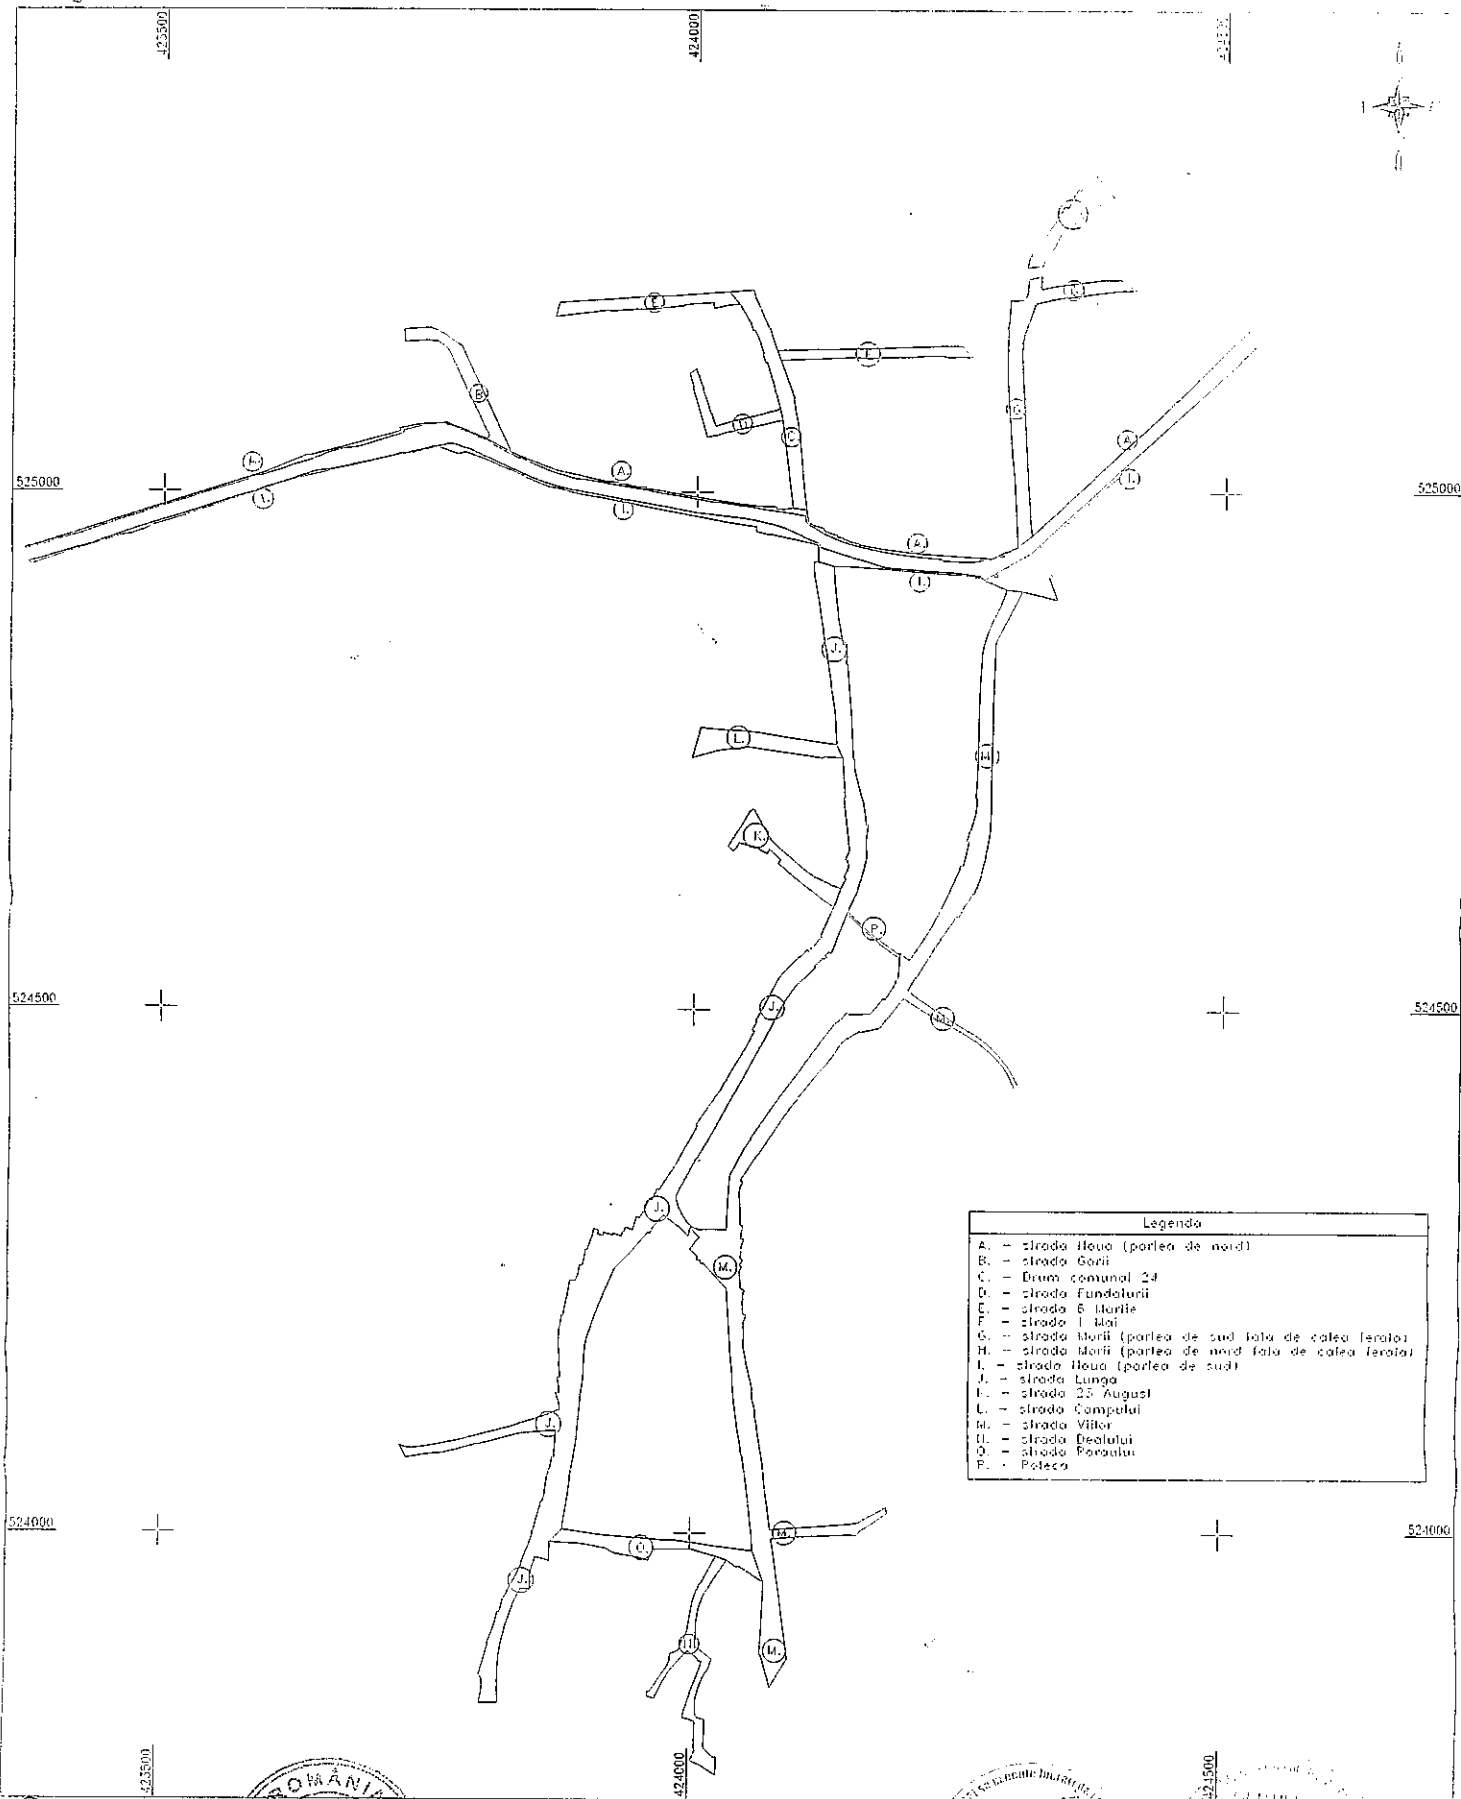 423500
424000
E.
G.
F.
B.
D.
C.
G.
A.
A.
I.
A.
I.
525000
525000
I.
A.
I.
J.
L.
M.
K.
P.
524500
524500
J.
M.
J.
M.
Legenda
A. - strada Noua (partea de nord)
B. - strada Garii
C. - Drum comunal 24
D. - strada Fundaturii
E. - strada 6 Martie
F. - strada 1 Mai
G. - strada Morii (partea de sud fata de calea ferata)
H. - strada Morii (partea de nord fata de calea ferata)
I. - strada Noua (partea de sud)
J. - strada Lunga
K. - strada 23 August
L. - strada Campului
M. - strada Viilor
N. - strada Dealului
O. - strada Paraului
P. - Poteca
J.
524000
524000
M.
O.
J.
N.
M.
423500
424000
424500
ROMÂNIA